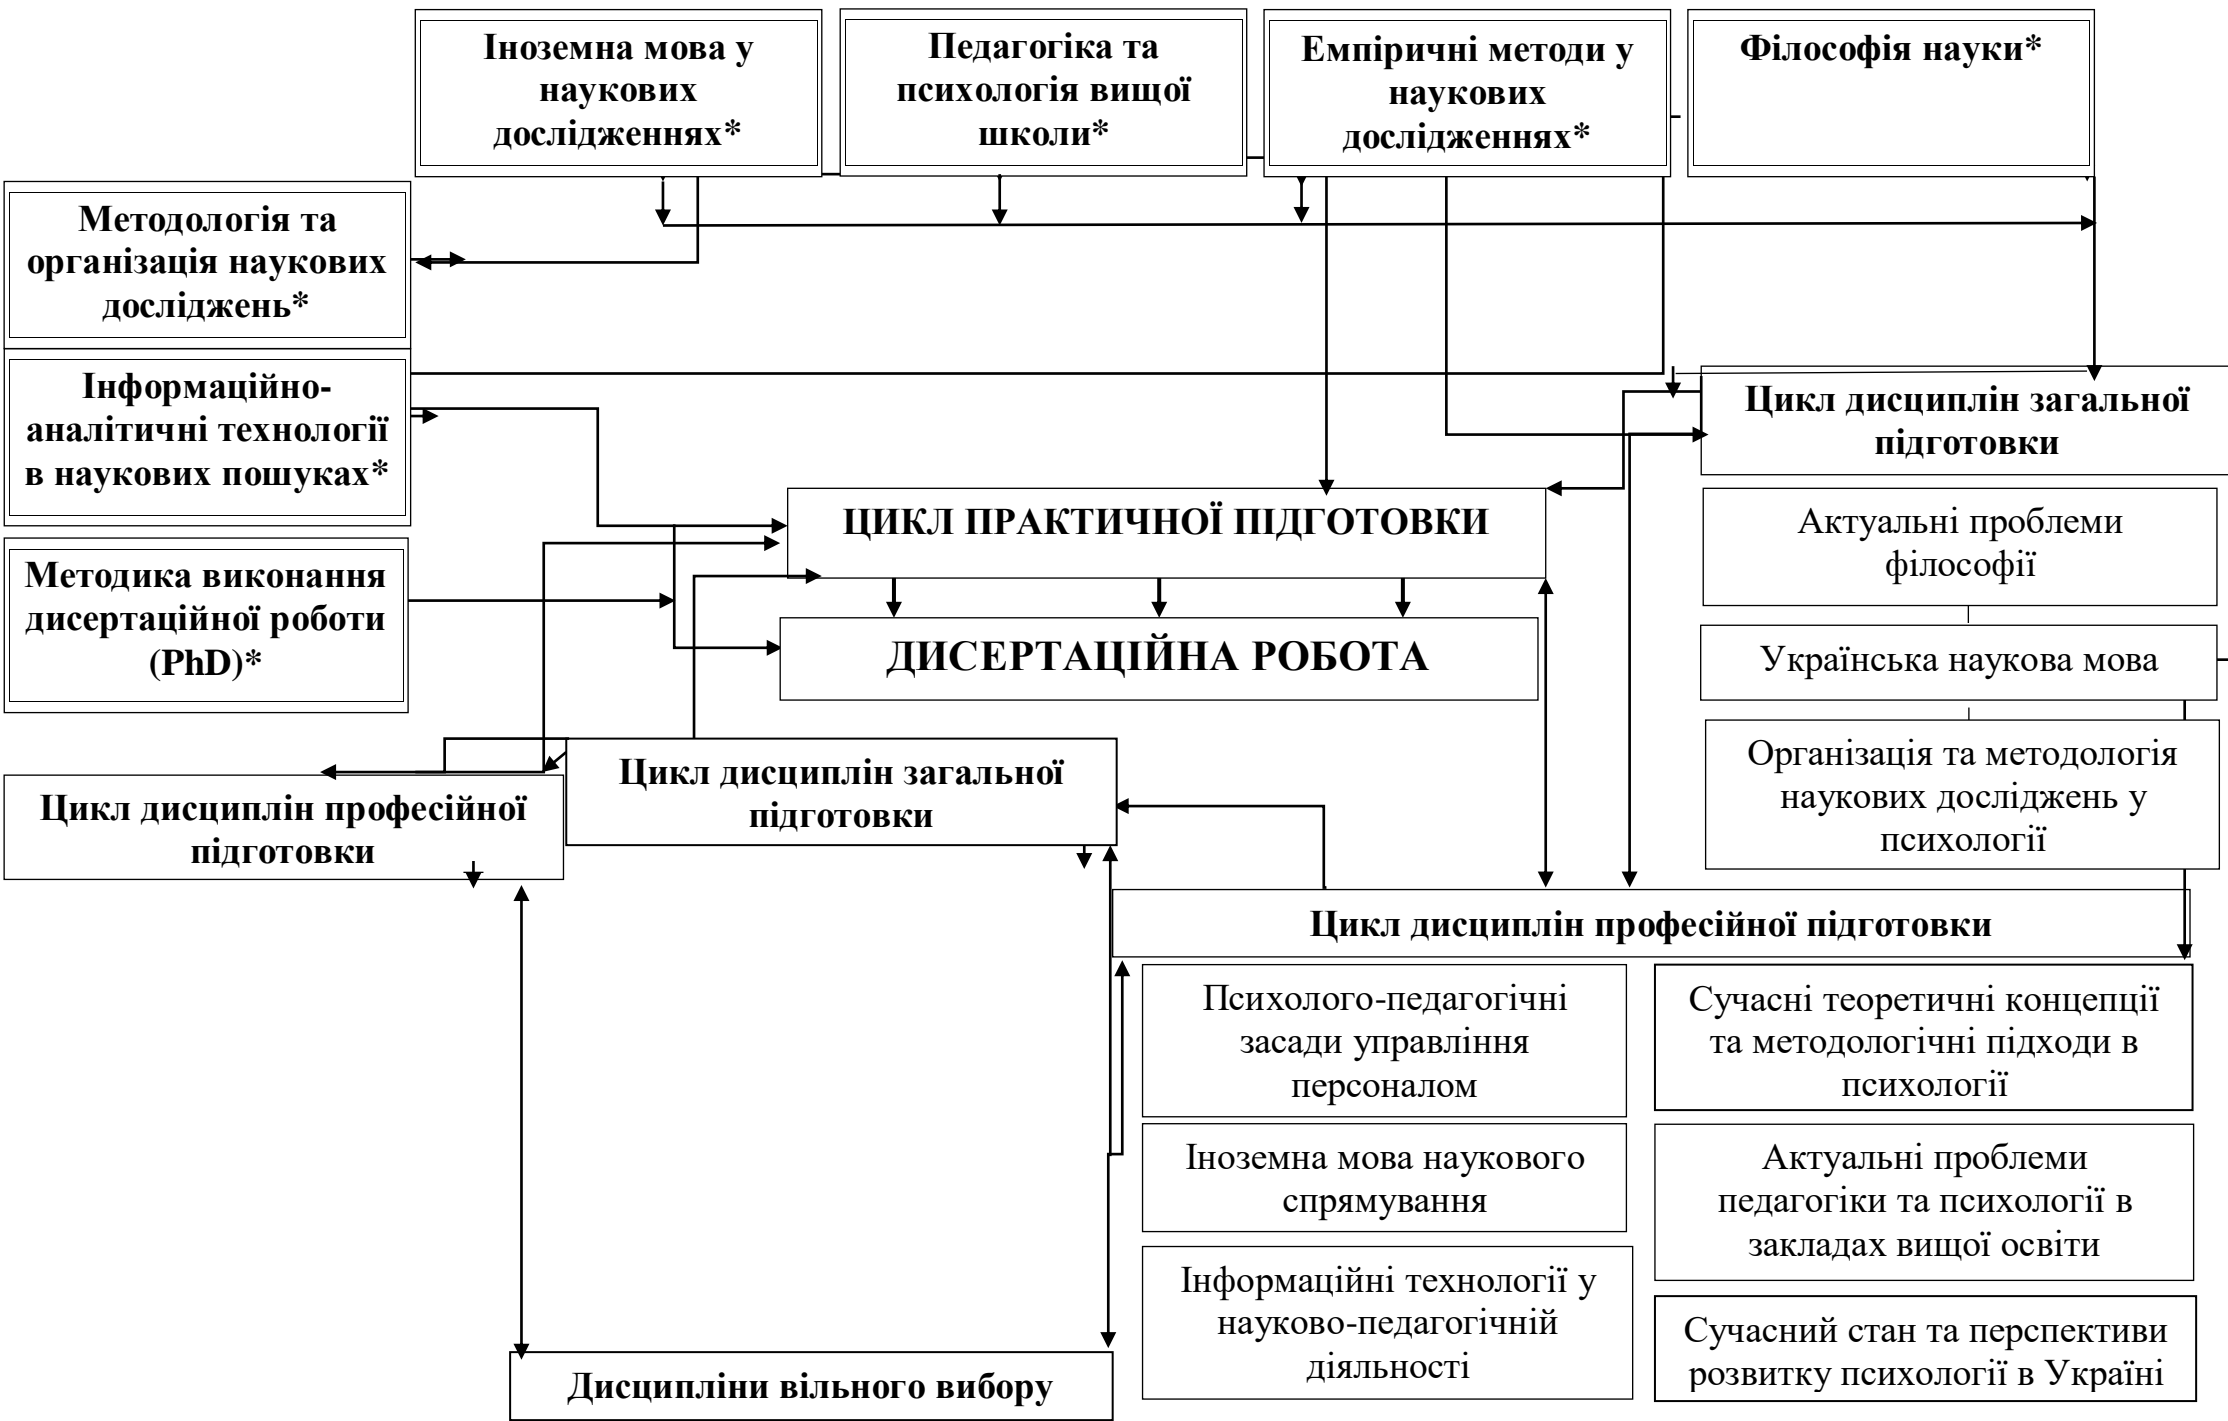 Іноземна мова у
наукових
дослідженнях*
Педагогіка та
психологія вищої
школи*
Емпіричні методи у
наукових
дослідженнях*
Філософія науки*
Методологія та
організація наукових
досліджень*
Інформаційно-
аналітичні технології
в наукових пошуках*
Методика виконання
дисертаційної роботи
(PhD)*
ЦИКЛ ПРАКТИЧНОЇ ПІДГОТОВКИ
ДИСЕРТАЦІЙНА РОБОТА
Цикл дисциплін загальної
підготовки
Актуальні проблеми
філософії
Українська наукова мова
Організація та методологія
наукових досліджень у
психології
Цикл дисциплін професійної
підготовки
Цикл дисциплін загальної
підготовки
Цикл дисциплін професійної підготовки
Психолого-педагогічні
засади управління
персоналом
Іноземна мова наукового
спрямування
Інформаційні технології у
науково-педагогічній
діяльності
Сучасні теоретичні концепції
та методологічні підходи в
психології
Актуальні проблеми
педагогіки та психології в
закладах вищої освіти
Сучасний стан та перспективи
розвитку психології в Україні
Дисципліни вільного вибору